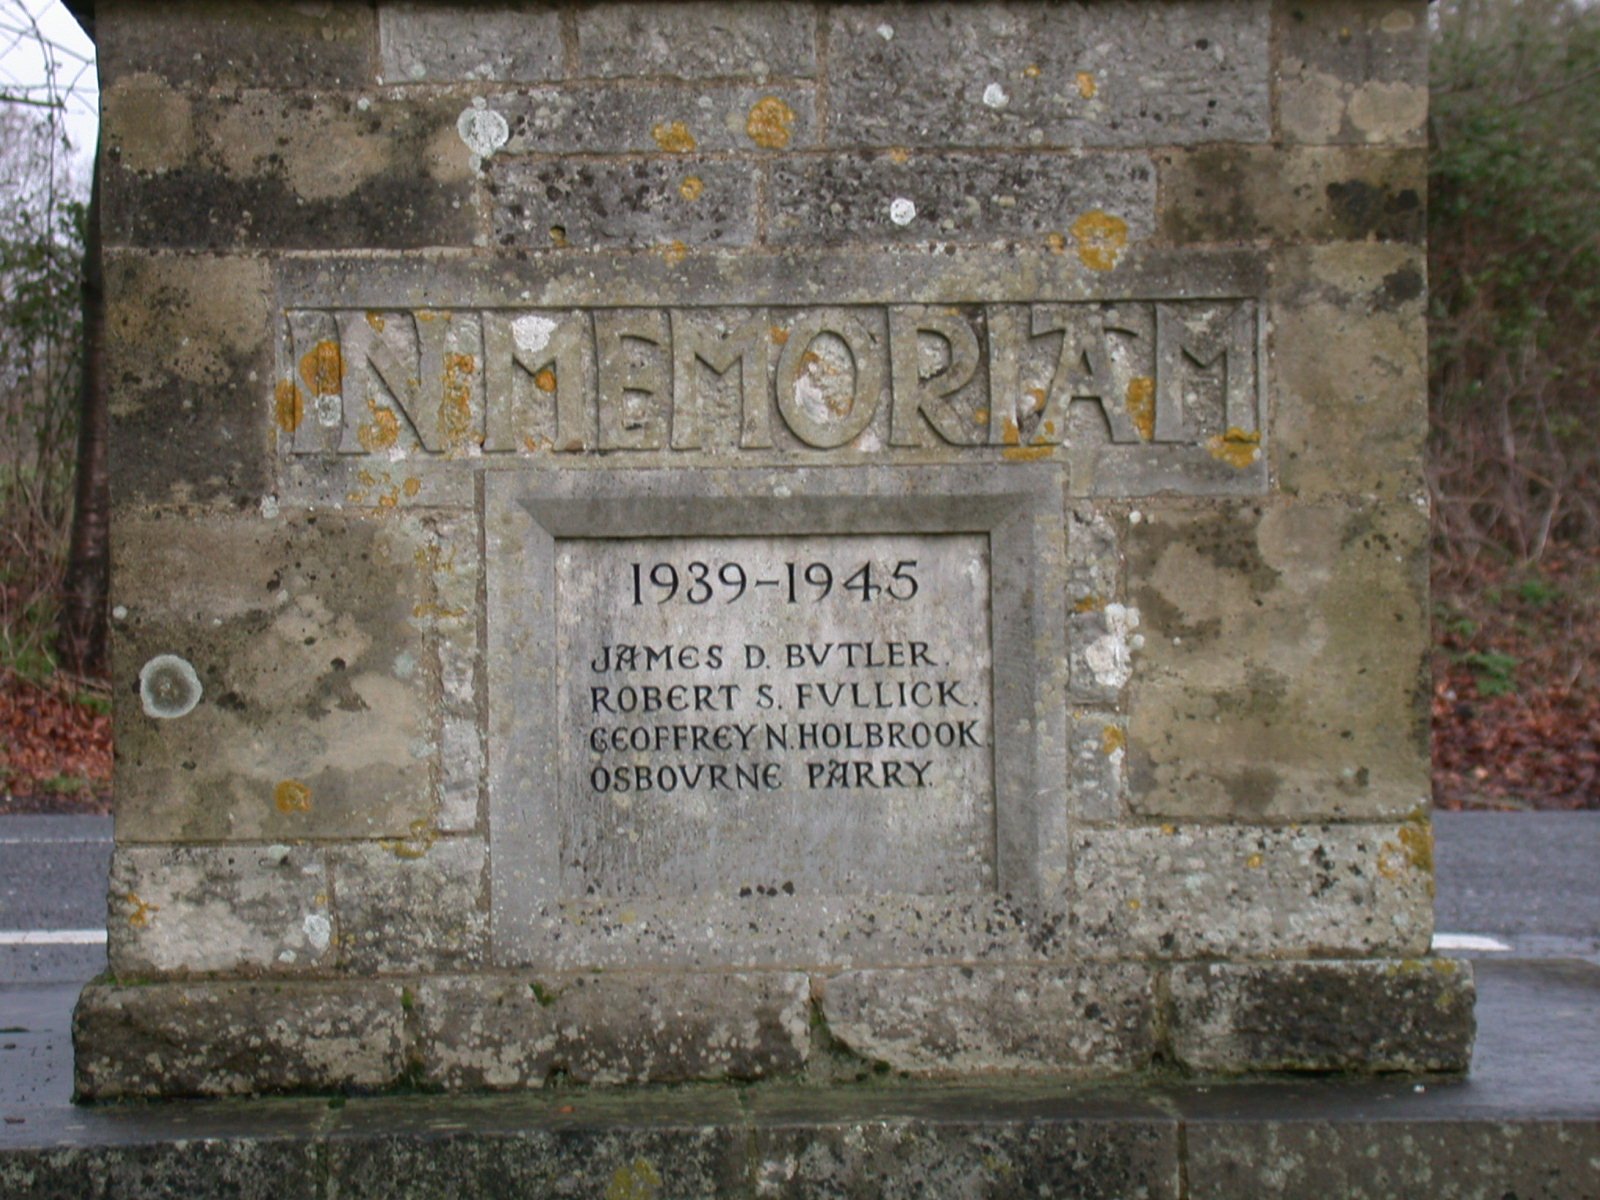 IN MEMORIAM
1939-1945
JAMES D. BVTLER.
ROBERT S. FVLLICK.
GEOFFREY N. HOLBROOK.
OSBOVRNE PARRY.